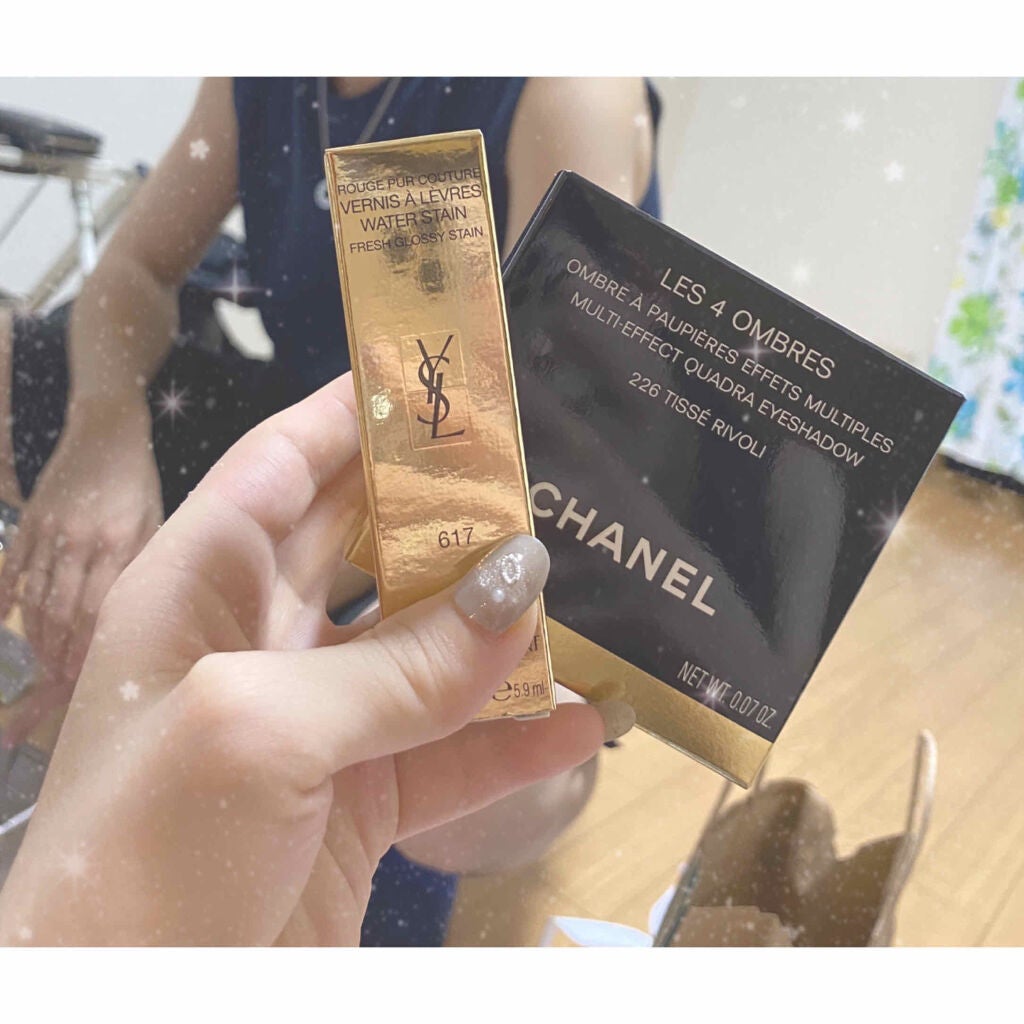 ROUGE PUR COUTURE
VERNIS À LÈVRES
WATER STAIN
FRESH GLOSSY STAIN
YSL
617
e 5.9 ml
LES 4 OMBRES
OMBRE À PAUPIÈRES EFFETS MULTIPLES
MULTI-EFFECT QUADRA EYESHADOW
226 TISSÉ RIVOLI
CHANEL
NET WT. 0.07 OZ.